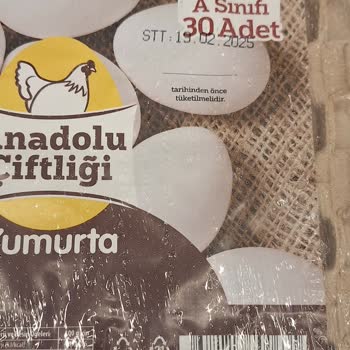 A Sınıfı
30 Adet
STT: 19.02.2025
tarihinden önce
tüketilmelidir.
nadolu
Çiftliği
Yumurta